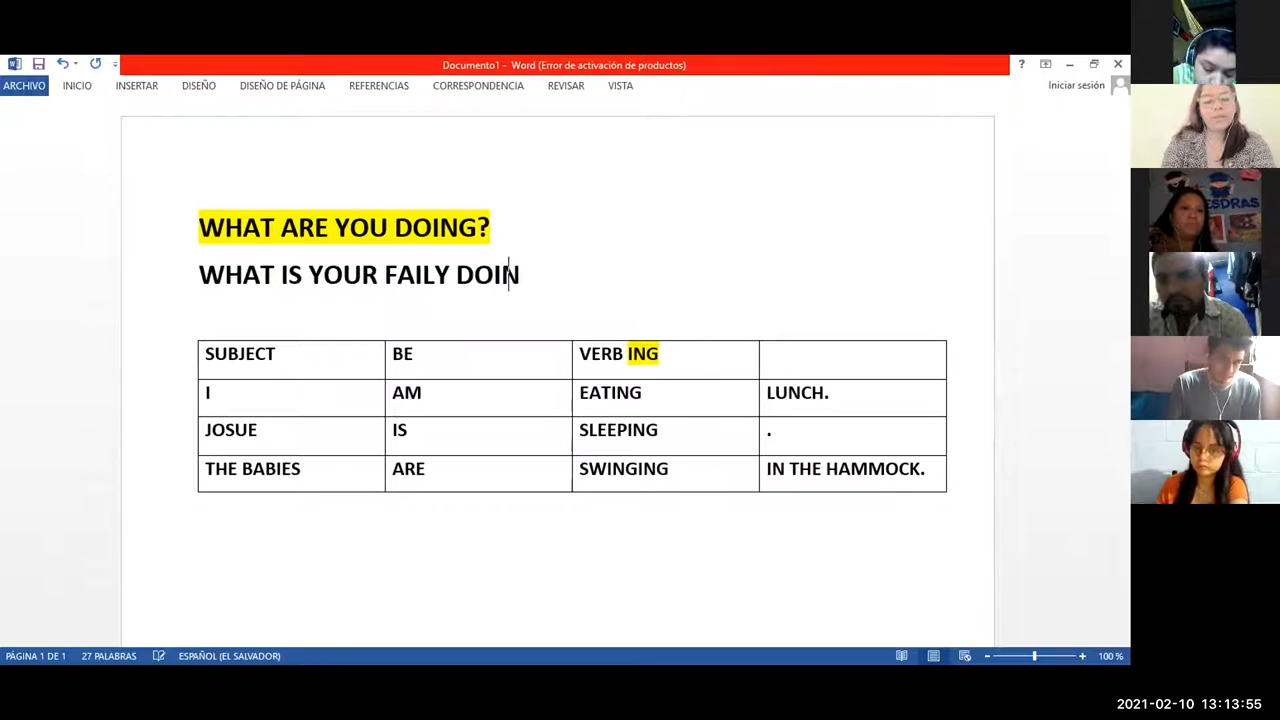 Documento1 - Word (Error de activación de productos)
ARCHIVO INICIO INSERTAR DISEÑO DISEÑO DE PÁGINA REFERENCIAS CORRESPONDENCIA REVISAR VISTA Iniciar sesión
WHAT ARE YOU DOING?
WHAT IS YOUR FAILY DOIN
SUBJECT BE VERB ING
I AM EATING LUNCH.
JOSUE IS SLEEPING .
THE BABIES ARE SWINGING IN THE HAMMOCK.
ESDRAS
PÁGINA 1 DE 1 27 PALABRAS ESPAÑOL (EL SALVADOR) 100 %
2021-02-10 13:13:55